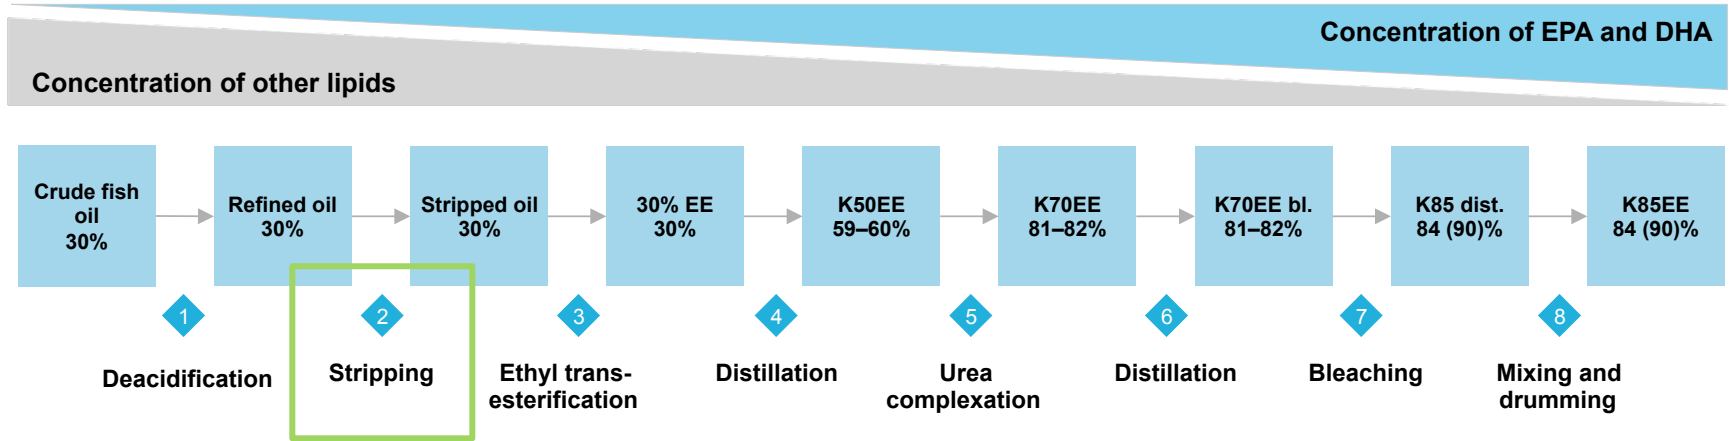 Concentration of EPA and DHA
Concentration of other lipids
Crude fish
oil
30%
Refined oil
30%
Stripped oil
30%
30% EE
30%
K50EE
59–60%
K70EE
81–82%
K70EE bl.
81–82%
K85 dist.
84 (90)%
K85EE
84 (90)%
1
Deacidification
2
Stripping
3
Ethyl trans-
esterification
4
Distillation
5
Urea
complexation
6
Distillation
7
Bleaching
8
Mixing and
drumming